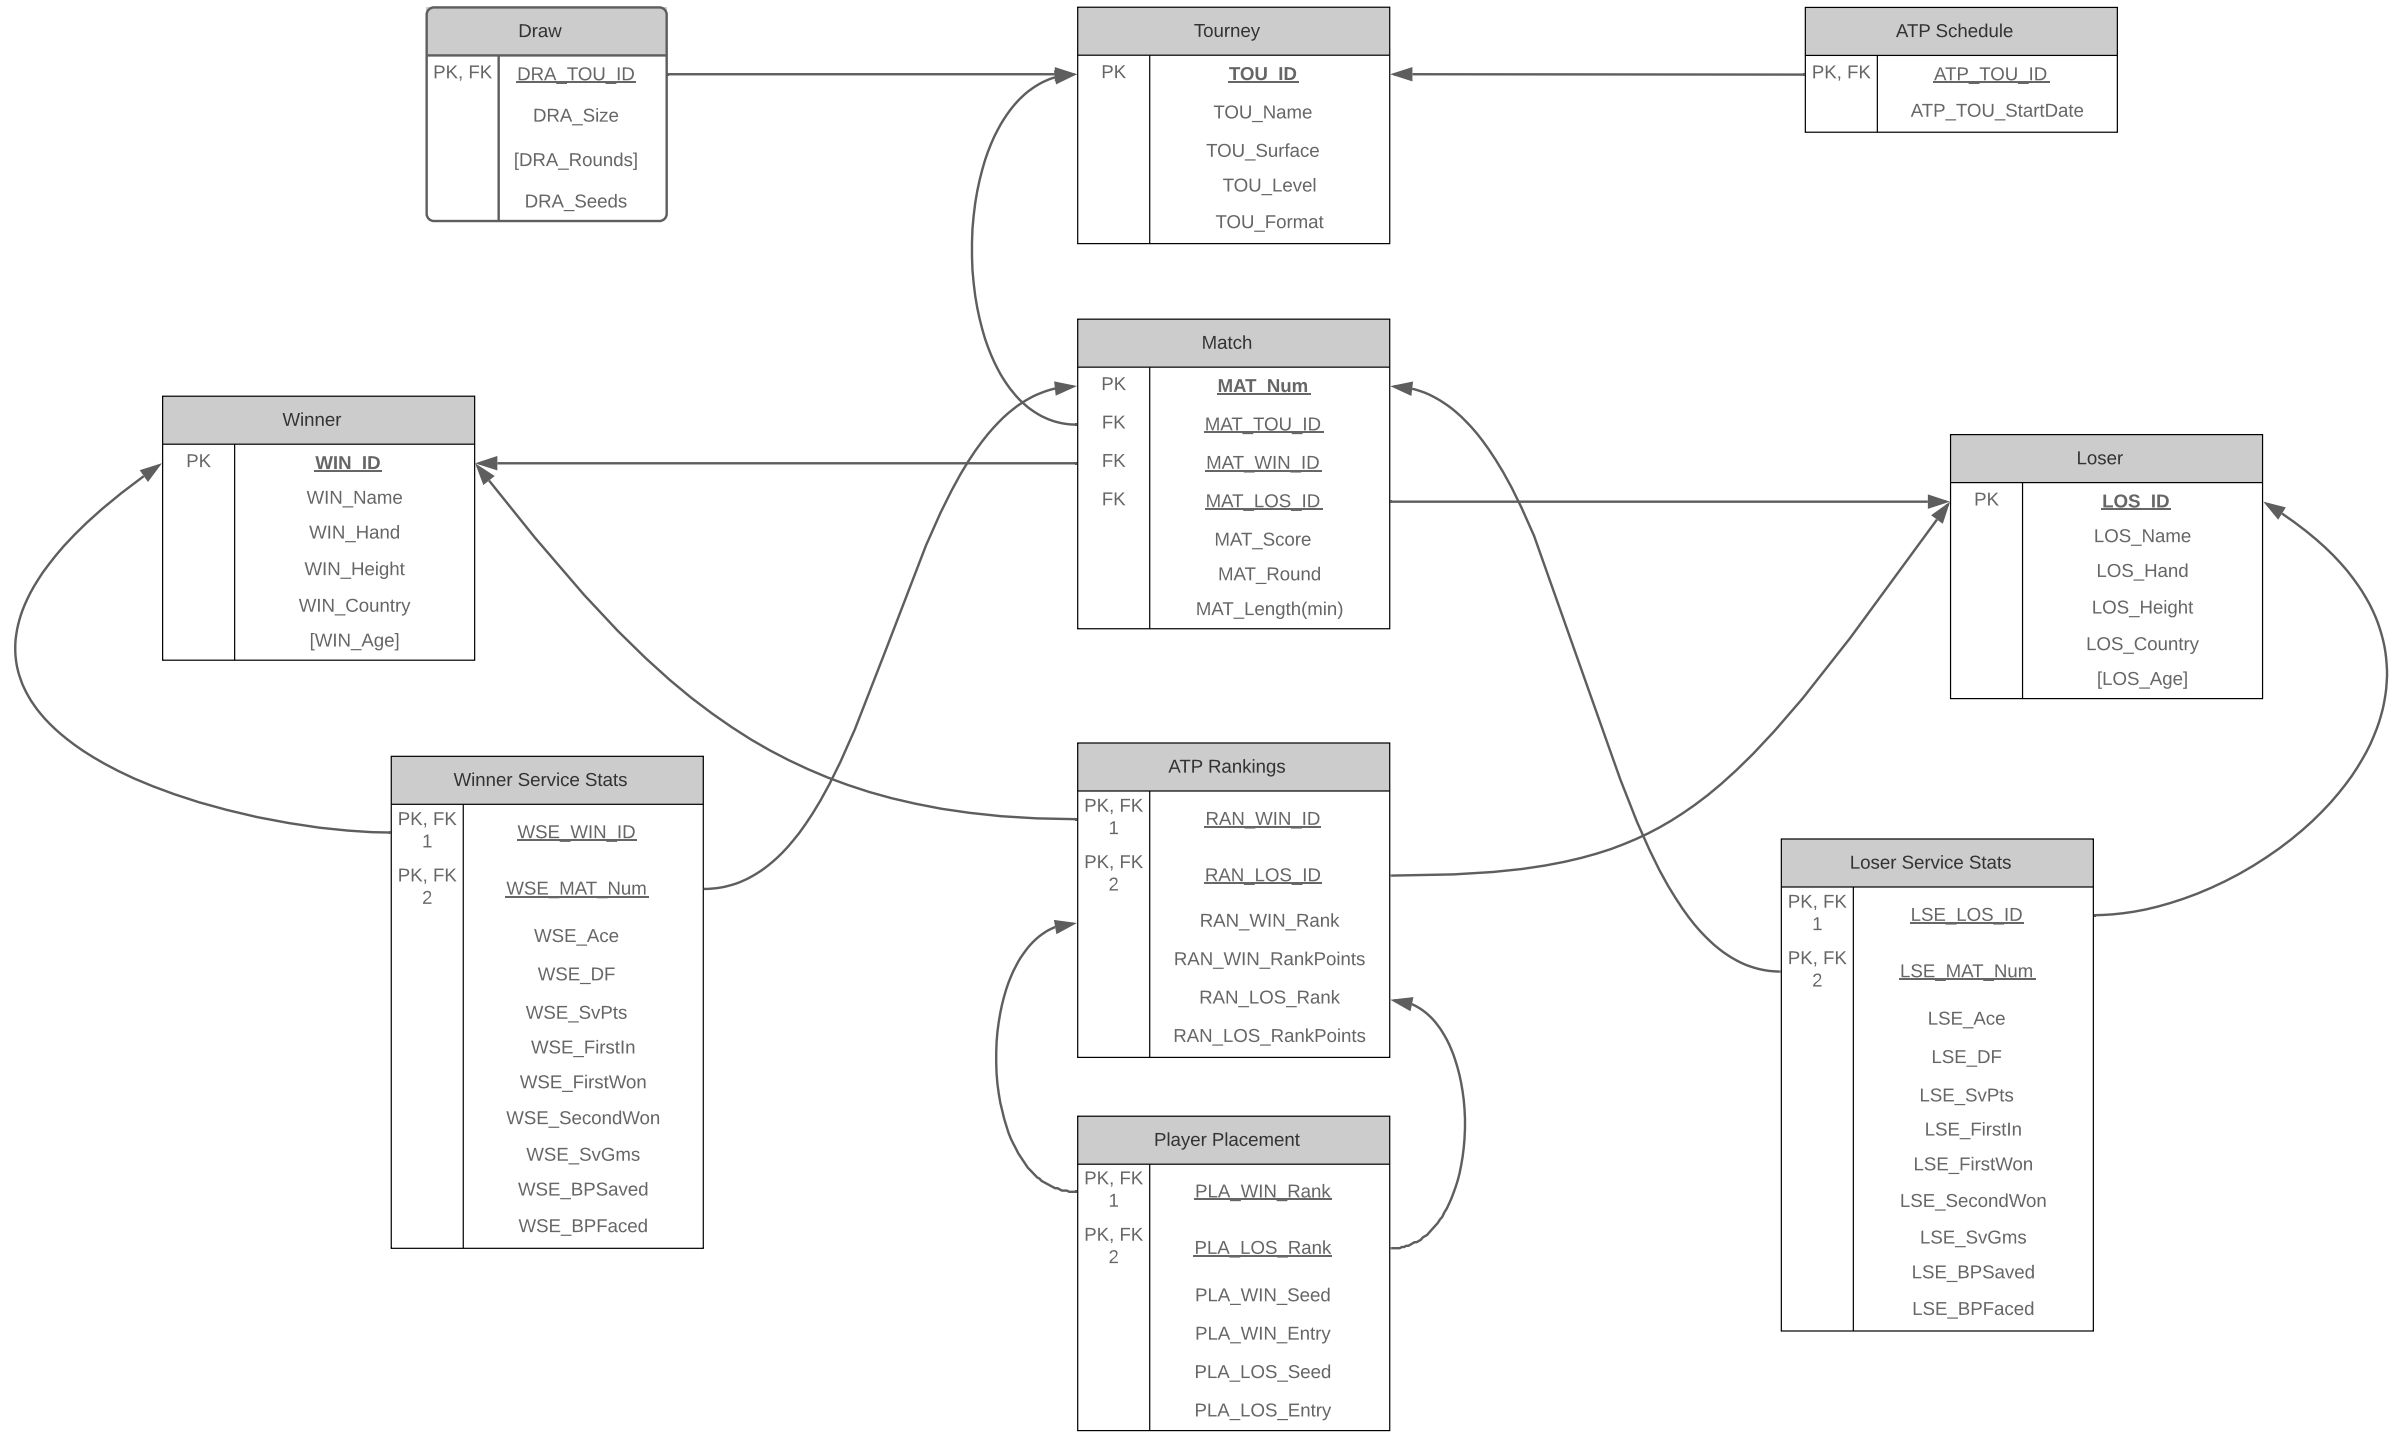 Draw
PK, FK
DRA_TOU_ID
DRA_Size
[DRA_Rounds]
DRA_Seeds
Tourney
PK
TOU_ID
TOU_Name
TOU_Surface
TOU_Level
TOU_Format
ATP Schedule
PK, FK
ATP_TOU_ID
ATP_TOU_StartDate
Match
PK
MAT_Num
FK
MAT_TOU_ID
FK
MAT_WIN_ID
FK
MAT_LOS_ID
MAT_Score
MAT_Round
MAT_Length(min)
Winner
PK
WIN_ID
WIN_Name
WIN_Hand
WIN_Height
WIN_Country
[WIN_Age]
Loser
PK
LOS_ID
LOS_Name
LOS_Hand
LOS_Height
LOS_Country
[LOS_Age]
Winner Service Stats
PK, FK
1
WSE_WIN_ID
PK, FK
2
WSE_MAT_Num
WSE_Ace
WSE_DF
WSE_SvPts
WSE_FirstIn
WSE_FirstWon
WSE_SecondWon
WSE_SvGms
WSE_BPSaved
WSE_BPFaced
ATP Rankings
PK, FK
1
RAN_WIN_ID
PK, FK
2
RAN_LOS_ID
RAN_WIN_Rank
RAN_WIN_RankPoints
RAN_LOS_Rank
RAN_LOS_RankPoints
Loser Service Stats
PK, FK
1
LSE_LOS_ID
PK, FK
2
LSE_MAT_Num
LSE_Ace
LSE_DF
LSE_SvPts
LSE_FirstIn
LSE_FirstWon
LSE_SecondWon
LSE_SvGms
LSE_BPSaved
LSE_BPFaced
Player Placement
PK, FK
1
PLA_WIN_Rank
PK, FK
2
PLA_LOS_Rank
PLA_WIN_Seed
PLA_WIN_Entry
PLA_LOS_Seed
PLA_LOS_Entry